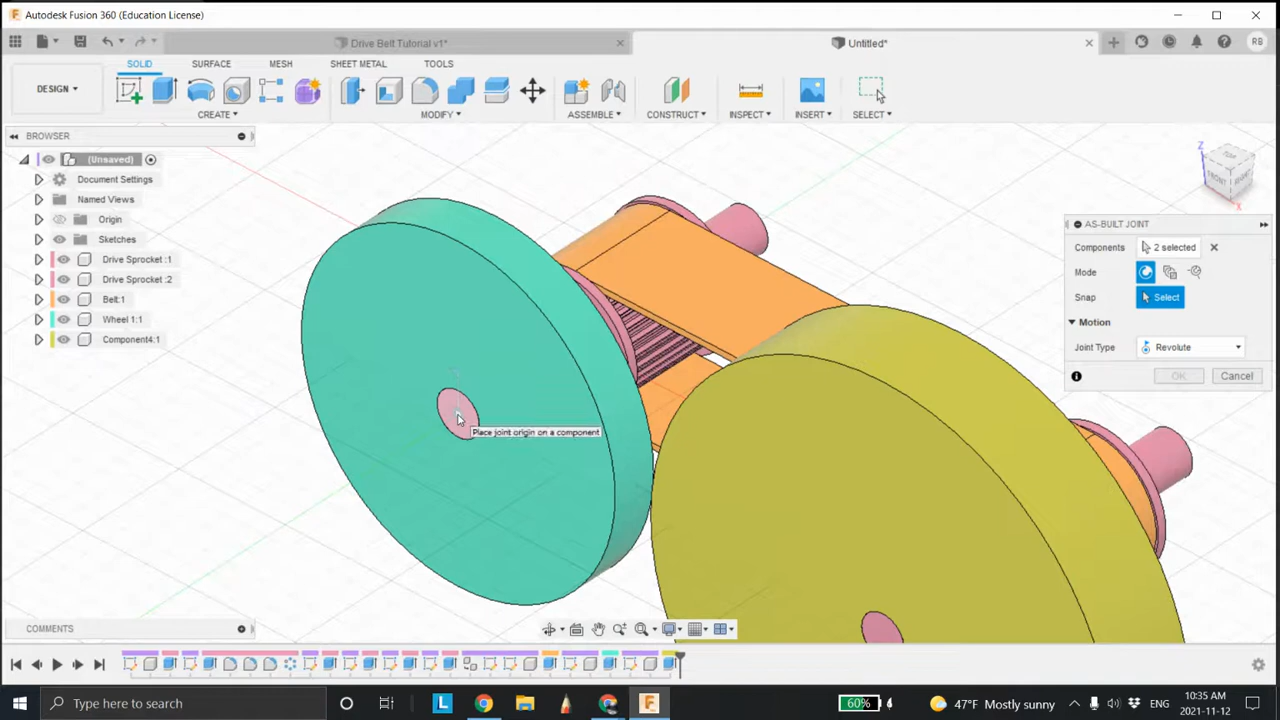 Autodesk Fusion 360 (Education License)
Drive Belt Tutorial v1*
Untitled*
RB
SOLID
SURFACE
MESH
SHEET METAL
TOOLS
DESIGN
CREATE
MODIFY
ASSEMBLE
CONSTRUCT
INSPECT
INSERT
SELECT
BROWSER
(Unsaved)
Document Settings
Named Views
Origin
Sketches
Drive Sprocket :1
Drive Sprocket :2
Belt:1
Wheel 1:1
Component4:1
Z
TOP
FRONT
RIGHT
X
AS-BUILT JOINT
Components
2 selected
Mode
Snap
Select
Motion
Joint Type
Revolute
OK
Cancel
Place joint origin on a component
COMMENTS
Type here to search
L
60%
47°F Mostly sunny
ENG
10:35 AM
2021-11-12